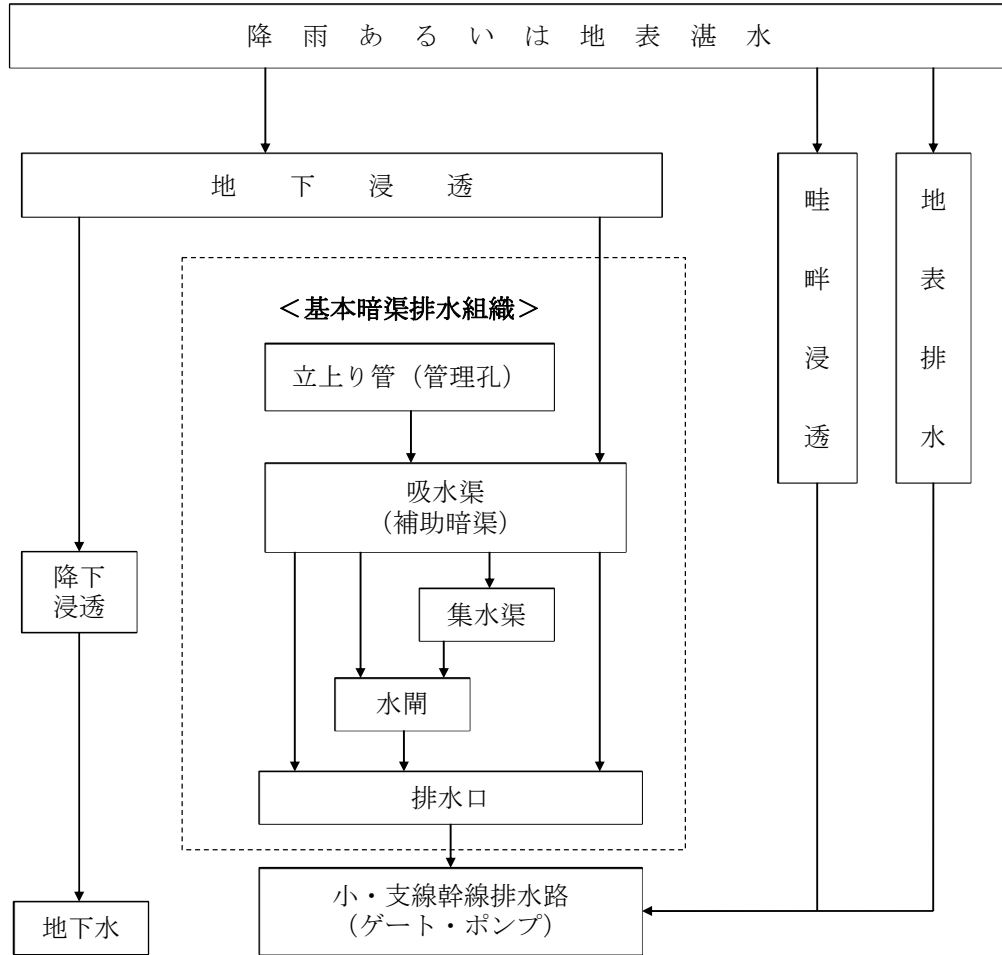 降雨あるいは地表湛水
地下浸透
畦畔浸透
地表排水
＜基本暗渠排水組織＞
立上り管（管理孔）
吸水渠
（補助暗渠）
降下
浸透
集水渠
水閘
排水口
小・支線幹線排水路
（ゲート・ポンプ）
地下水